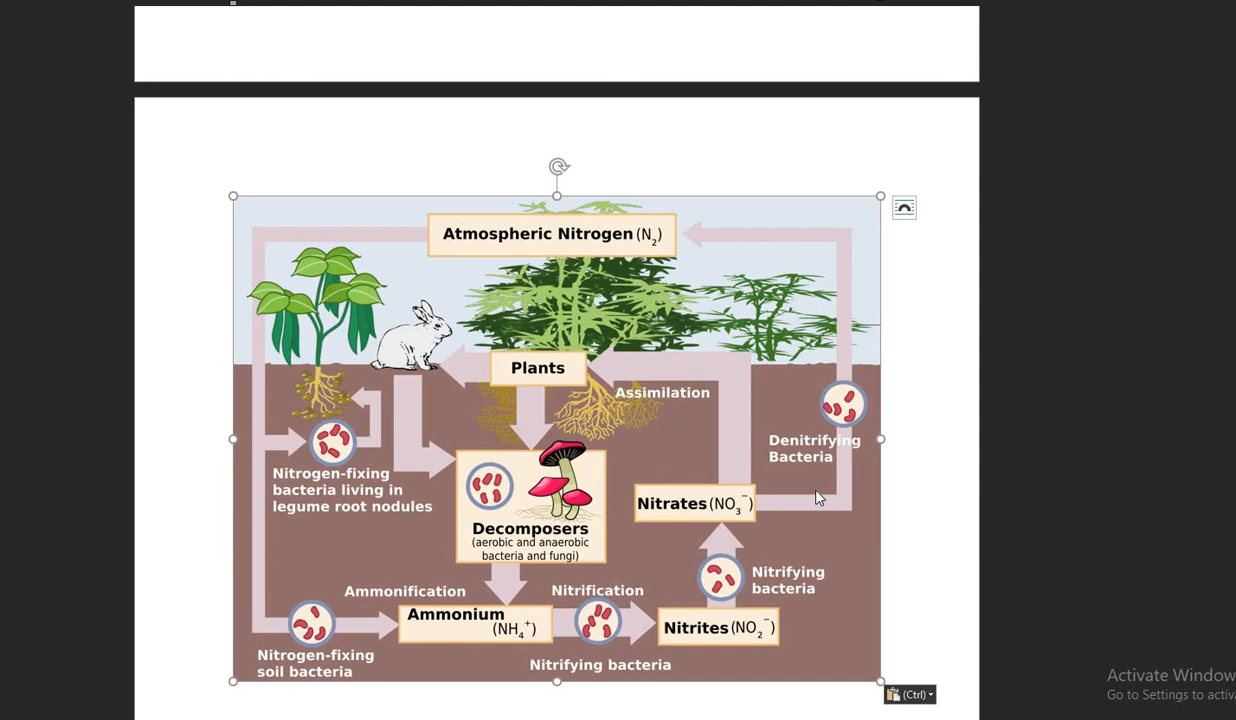 Atmospheric Nitrogen (N₂)
Plants
Assimilation
Denitrifying
Bacteria
Nitrogen-fixing
bacteria living in
legume root nodules
Decomposers
(aerobic and anaerobic
bacteria and fungi)
Nitrates (NO₃⁻)
Nitrifying
bacteria
Ammonification
Nitrification
Ammonium
(NH₄⁺)
Nitrites (NO₂⁻)
Nitrogen-fixing
soil bacteria
Nitrifying bacteria
(Ctrl)
Activate Window
Go to Settings to activa